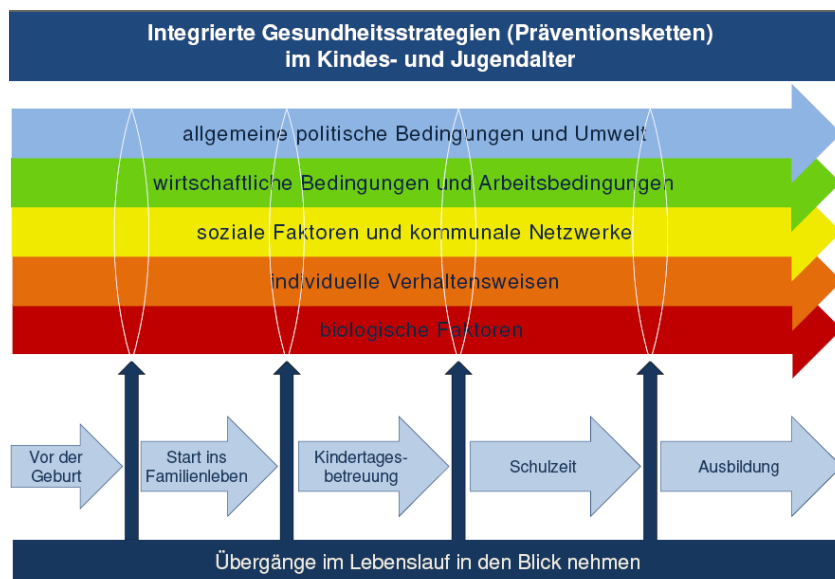 Integrierte Gesundheitsstrategien (Präventionsketten)
im Kindes- und Jugendalter
allgemeine politische Bedingungen und Umwelt
wirtschaftliche Bedingungen und Arbeitsbedingungen
soziale Faktoren und kommunale Netzwerke
individuelle Verhaltensweisen
biologische Faktoren
Vor der
Geburt
Start ins
Familienleben
Kindertages-
betreuung
Schulzeit
Ausbildung
Übergänge im Lebenslauf in den Blick nehmen